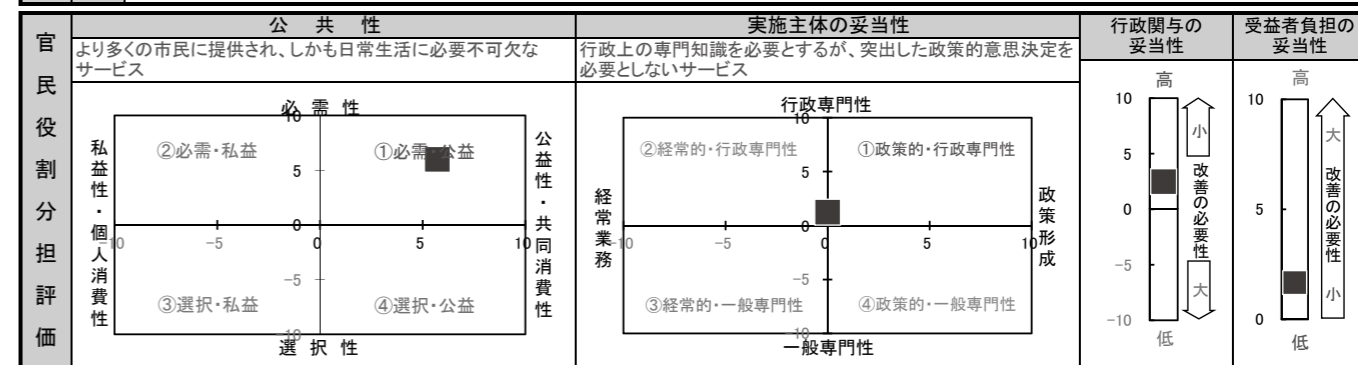 官民役割分担評価
公共性
より多くの市民に提供され、しかも日常生活に必要不可欠な
サービス
必需性
10
②必需・私益
①必需・公益
5
私益性・個人消費性
公益性・共同消費性
0
-10
-5
0
5
10
-5
③選択・私益
④選択・公益
-10
選択性
実施主体の妥当性
行政上の専門知識を必要とするが、突出した政策的意思決定を
必要としないサービス
行政専門性
10
②経常的・行政専門性
①政策的・行政専門性
5
経常業務
政策形成
0
-10
-5
0
5
10
-5
③経常的・一般専門性
④政策的・一般専門性
-10
一般専門性
行政関与の
妥当性
高
10
5
0
-5
-10
小
改善の必要性
大
低
受益者負担の
妥当性
高
10
5
0
大
改善の必要性
小
低